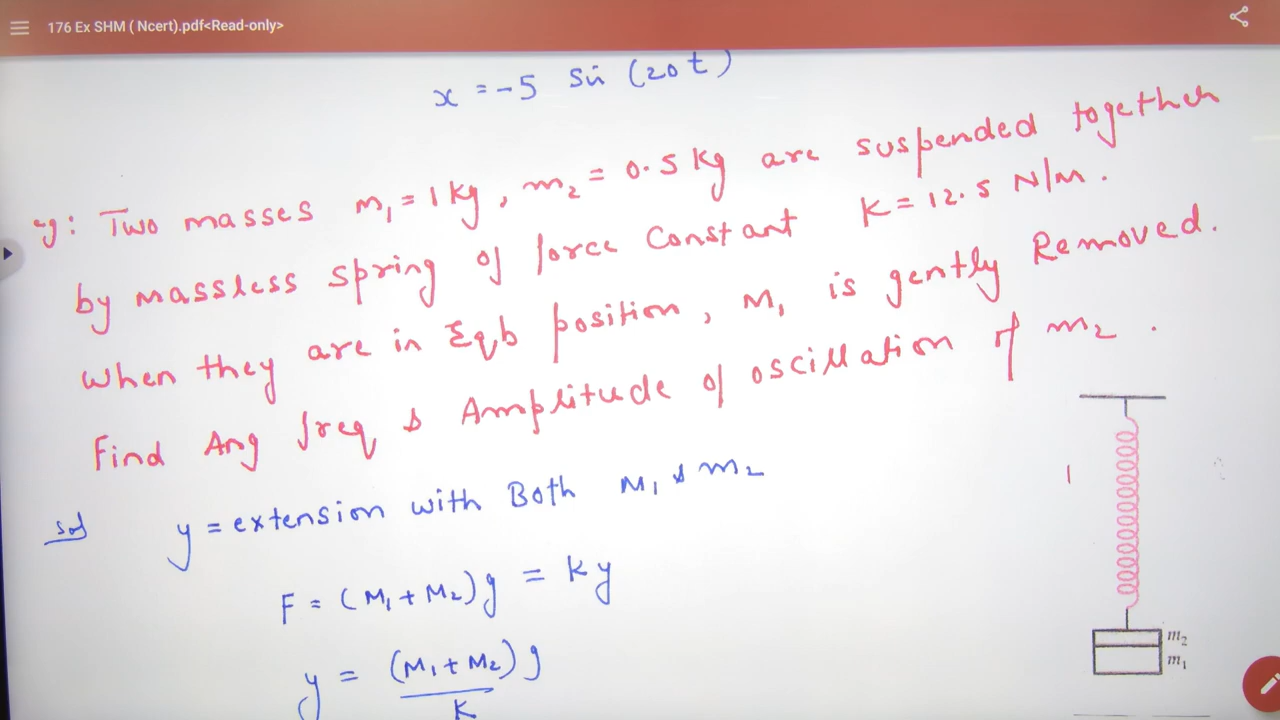 176 Ex SHM ( Ncert).pdf<Read-only>
x = -5 sin (20t)
eg: Two masses m₁ = 1 kg, m₂ = 0.5 kg are suspended together
by massless spring of force constant K = 12.5 N/M.
When they are in Eqb position, M₁ is gently Removed.
Find Ang freq & Amplitude of oscillation of m₂.
Sol y = extension with Both M₁ & m₂
F = (M₁ + M₂)g = Ky
y = (M₁ + M₂)g / K
m₂
m₁